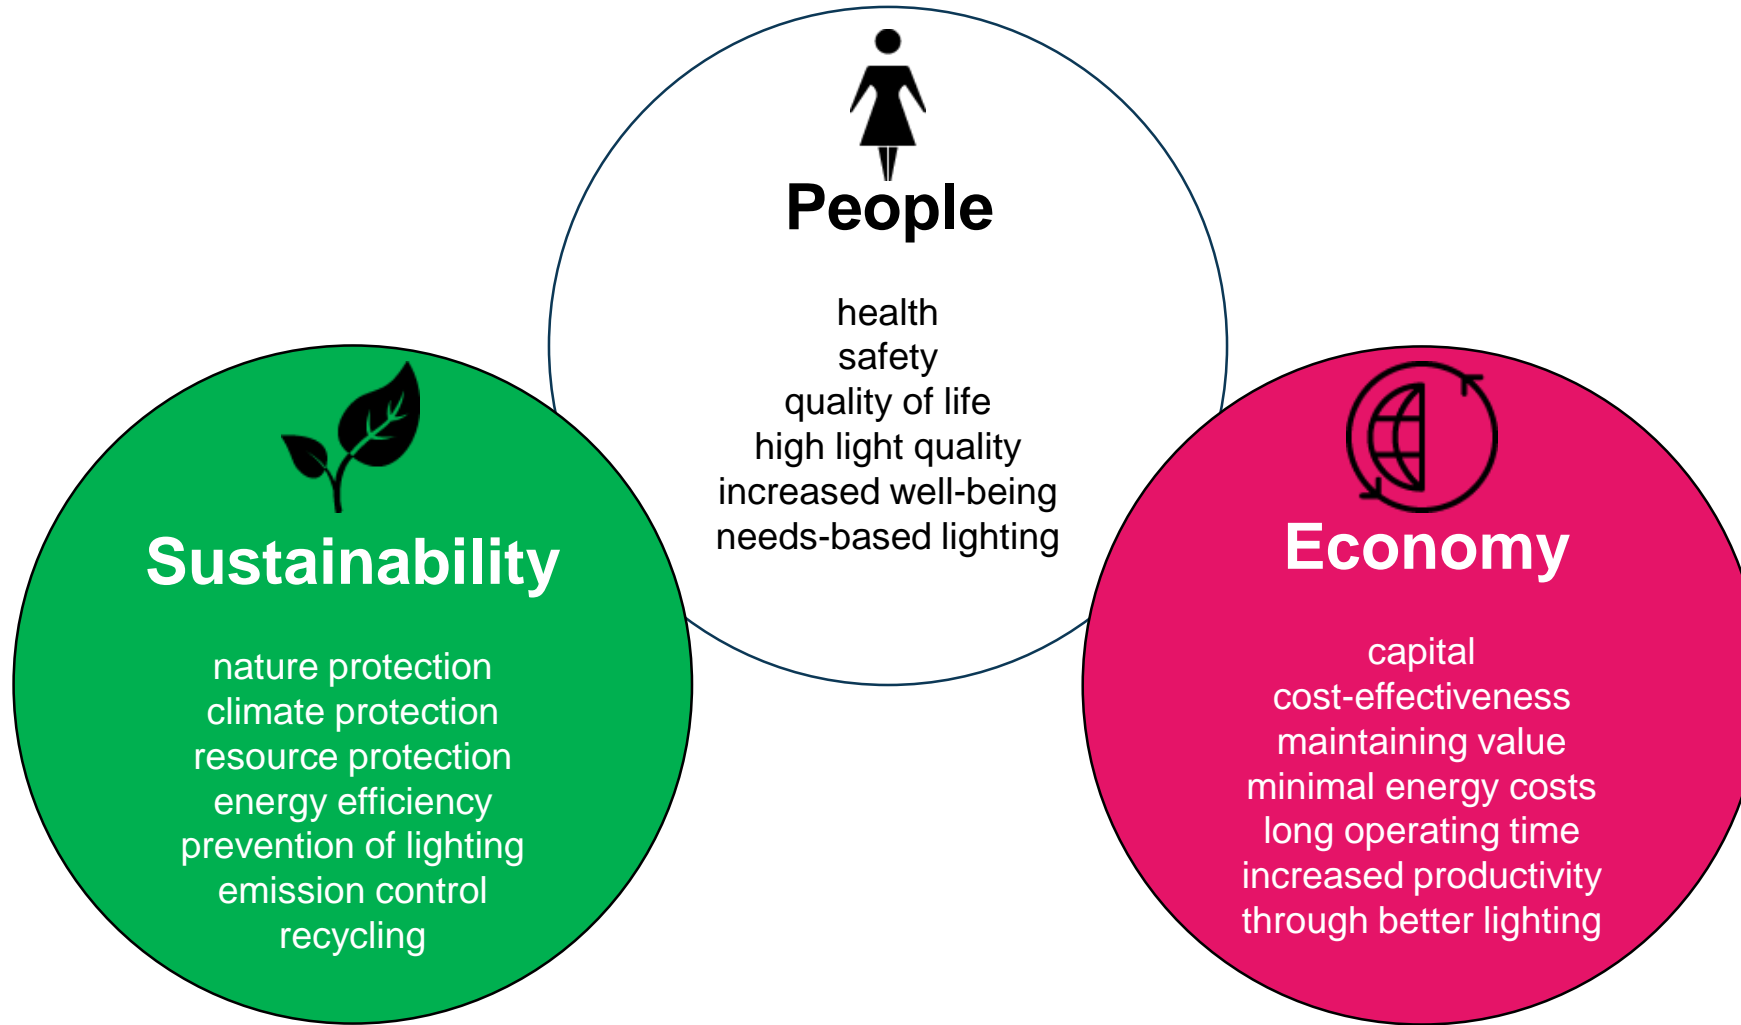 People
health
safety
quality of life
high light quality
increased well-being
needs-based lighting
Sustainability
nature protection
climate protection
resource protection
energy efficiency
prevention of lighting
emission control
recycling
Economy
capital
cost-effectiveness
maintaining value
minimal energy costs
long operating time
increased productivity
through better lighting